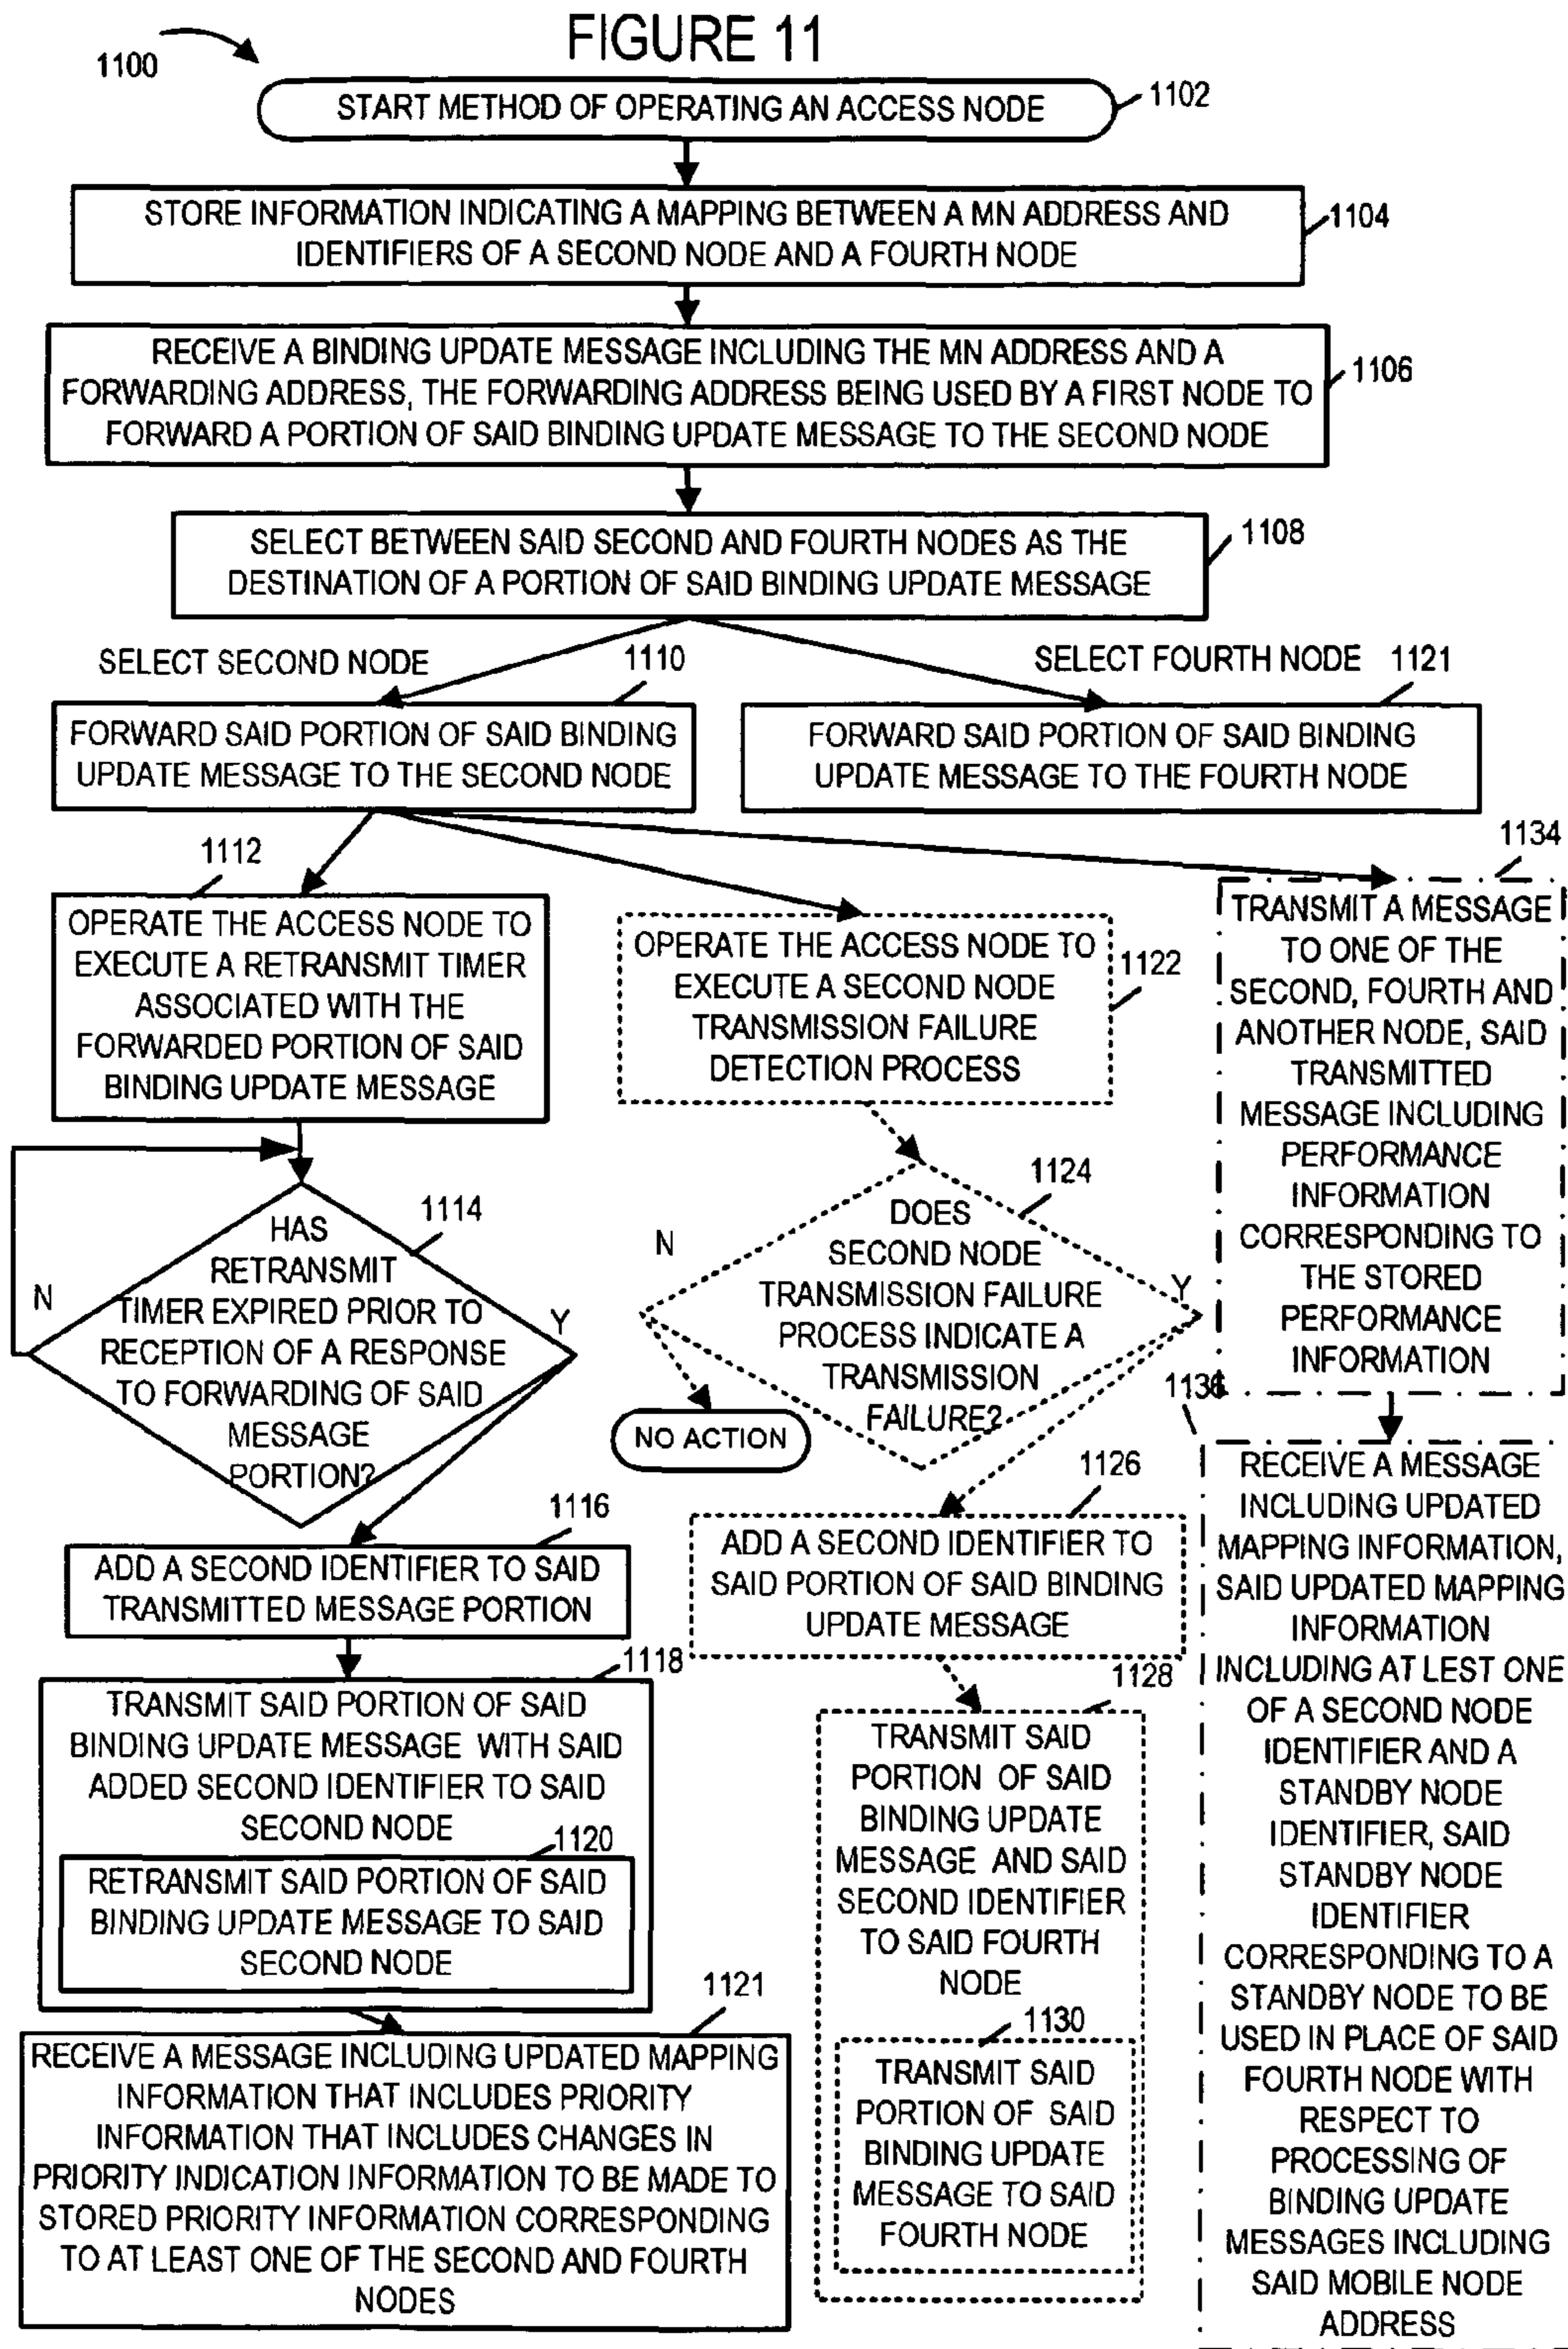 FIGURE 11
1100
START METHOD OF OPERATING AN ACCESS NODE
1102
STORE INFORMATION INDICATING A MAPPING BETWEEN A MN ADDRESS AND
IDENTIFIERS OF A SECOND NODE AND A FOURTH NODE
1104
RECEIVE A BINDING UPDATE MESSAGE INCLUDING THE MN ADDRESS AND A
FORWARDING ADDRESS, THE FORWARDING ADDRESS BEING USED BY A FIRST NODE TO
FORWARD A PORTION OF SAID BINDING UPDATE MESSAGE TO THE SECOND NODE
1106
SELECT BETWEEN SAID SECOND AND FOURTH NODES AS THE
DESTINATION OF A PORTION OF SAID BINDING UPDATE MESSAGE
1108
SELECT SECOND NODE
1110
FORWARD SAID PORTION OF SAID BINDING
UPDATE MESSAGE TO THE SECOND NODE
SELECT FOURTH NODE
1121
FORWARD SAID PORTION OF SAID BINDING
UPDATE MESSAGE TO THE FOURTH NODE
1112
OPERATE THE ACCESS NODE TO
EXECUTE A RETRANSMIT TIMER
ASSOCIATED WITH THE
FORWARDED PORTION OF SAID
BINDING UPDATE MESSAGE
1114
HAS
RETRANSMIT
TIMER EXPIRED PRIOR TO
RECEPTION OF A RESPONSE
TO FORWARDING OF SAID
MESSAGE
PORTION?
N
Y
1116
ADD A SECOND IDENTIFIER TO SAID
TRANSMITTED MESSAGE PORTION
1118
TRANSMIT SAID PORTION OF SAID
BINDING UPDATE MESSAGE WITH SAID
ADDED SECOND IDENTIFIER TO SAID
SECOND NODE
1120
RETRANSMIT SAID PORTION OF SAID
BINDING UPDATE MESSAGE TO SAID
SECOND NODE
1121
RECEIVE A MESSAGE INCLUDING UPDATED MAPPING
INFORMATION THAT INCLUDES PRIORITY
INFORMATION THAT INCLUDES CHANGES IN
PRIORITY INDICATION INFORMATION TO BE MADE TO
STORED PRIORITY INFORMATION CORRESPONDING
TO AT LEAST ONE OF THE SECOND AND FOURTH
NODES
OPERATE THE ACCESS NODE TO
EXECUTE A SECOND NODE
TRANSMISSION FAILURE
DETECTION PROCESS
1122
1124
DOES
SECOND NODE
TRANSMISSION FAILURE
PROCESS INDICATE A
TRANSMISSION
FAILURE?
N
Y
NO ACTION
1126
ADD A SECOND IDENTIFIER TO
SAID PORTION OF SAID BINDING
UPDATE MESSAGE
1128
TRANSMIT SAID
PORTION OF SAID
BINDING UPDATE
MESSAGE AND SAID
SECOND IDENTIFIER
TO SAID FOURTH
NODE
1130
TRANSMIT SAID
PORTION OF SAID
BINDING UPDATE
MESSAGE TO SAID
FOURTH NODE
1134
TRANSMIT A MESSAGE
TO ONE OF THE
SECOND, FOURTH AND
ANOTHER NODE, SAID
TRANSMITTED
MESSAGE INCLUDING
PERFORMANCE
INFORMATION
CORRESPONDING TO
THE STORED
PERFORMANCE
INFORMATION
1136
RECEIVE A MESSAGE
INCLUDING UPDATED
MAPPING INFORMATION,
SAID UPDATED MAPPING
INFORMATION
INCLUDING AT LEST ONE
OF A SECOND NODE
IDENTIFIER AND A
STANDBY NODE
IDENTIFIER, SAID
STANDBY NODE
IDENTIFIER
CORRESPONDING TO A
STANDBY NODE TO BE
USED IN PLACE OF SAID
FOURTH NODE WITH
RESPECT TO
PROCESSING OF
BINDING UPDATE
MESSAGES INCLUDING
SAID MOBILE NODE
ADDRESS